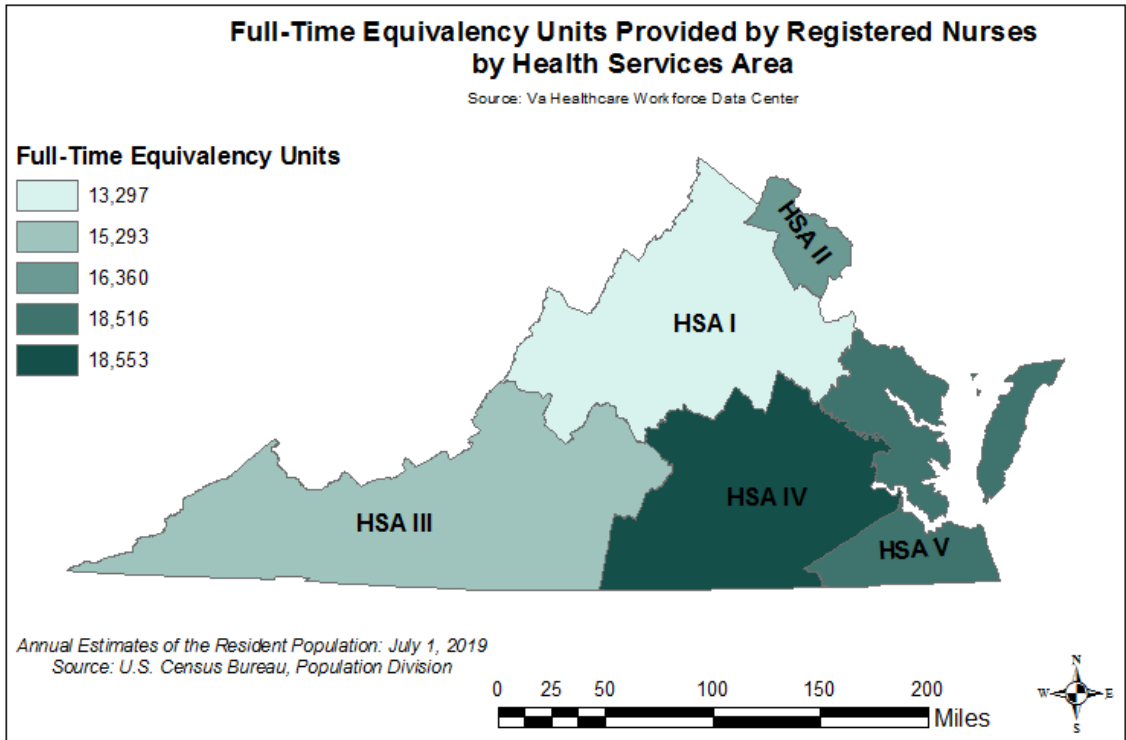 Full-Time Equivalency Units Provided by Registered Nurses
by Health Services Area
Source: Va Healthcare Workforce Data Center
Full-Time Equivalency Units
13,297
15,293
16,360
18,516
18,553
HSA II
HSA I
HSA IV
HSA III
HSA V
Annual Estimates of the Resident Population: July 1, 2019
Source: U.S. Census Bureau, Population Division
0 25 50 100 150 200
Miles
N
W E
S